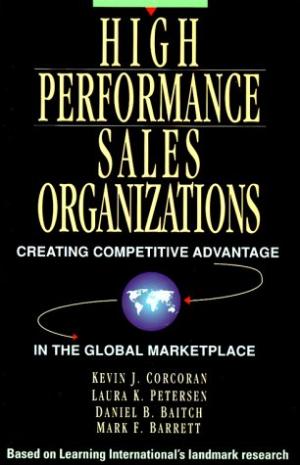 HIGH
PERFORMANCE
SALES
ORGANIZATIONS
CREATING COMPETITIVE ADVANTAGE
IN THE GLOBAL MARKETPLACE
KEVIN J. CORCORAN
LAURA K. PETERSEN
DANIEL B. BAITCH
MARK F. BARRETT
Based on Learning International's landmark research